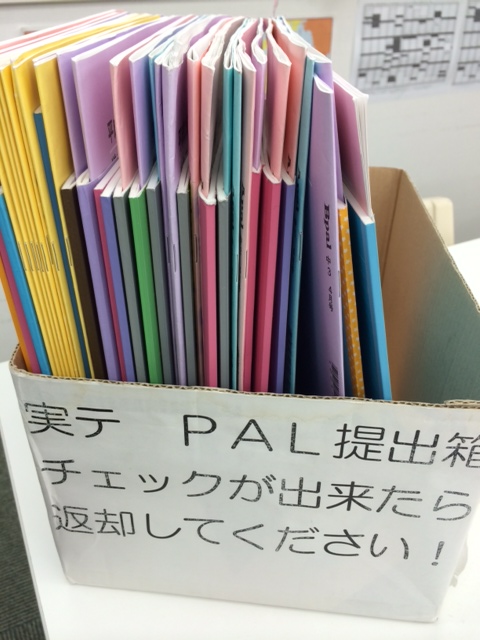 Bpal
実テ PAL提出箱
チェックが出来たら
返却してください!